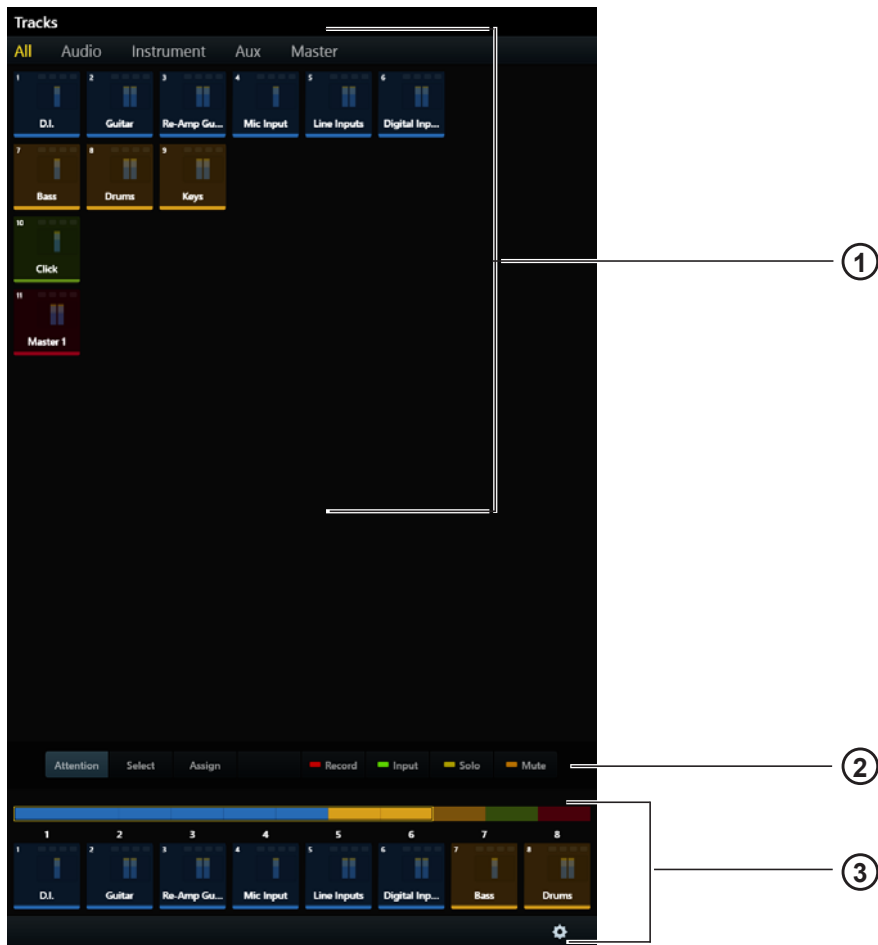 Tracks
All Audio Instrument Aux Master
1 2 3 4 5 6
D.I. Guitar Re-Amp Gu... Mic Input Line Inputs Digital Inp...
7 8 9
Bass Drums Keys
10
Click
1
11
Master 1
Attention Select Assign Record Input Solo Mute
2
1 2 3 4 5 6 7 8
1 2 3 4 5 6 7 8
D.I. Guitar Re-Amp Gu... Mic Input Line Inputs Digital Inp... Bass Drums
3